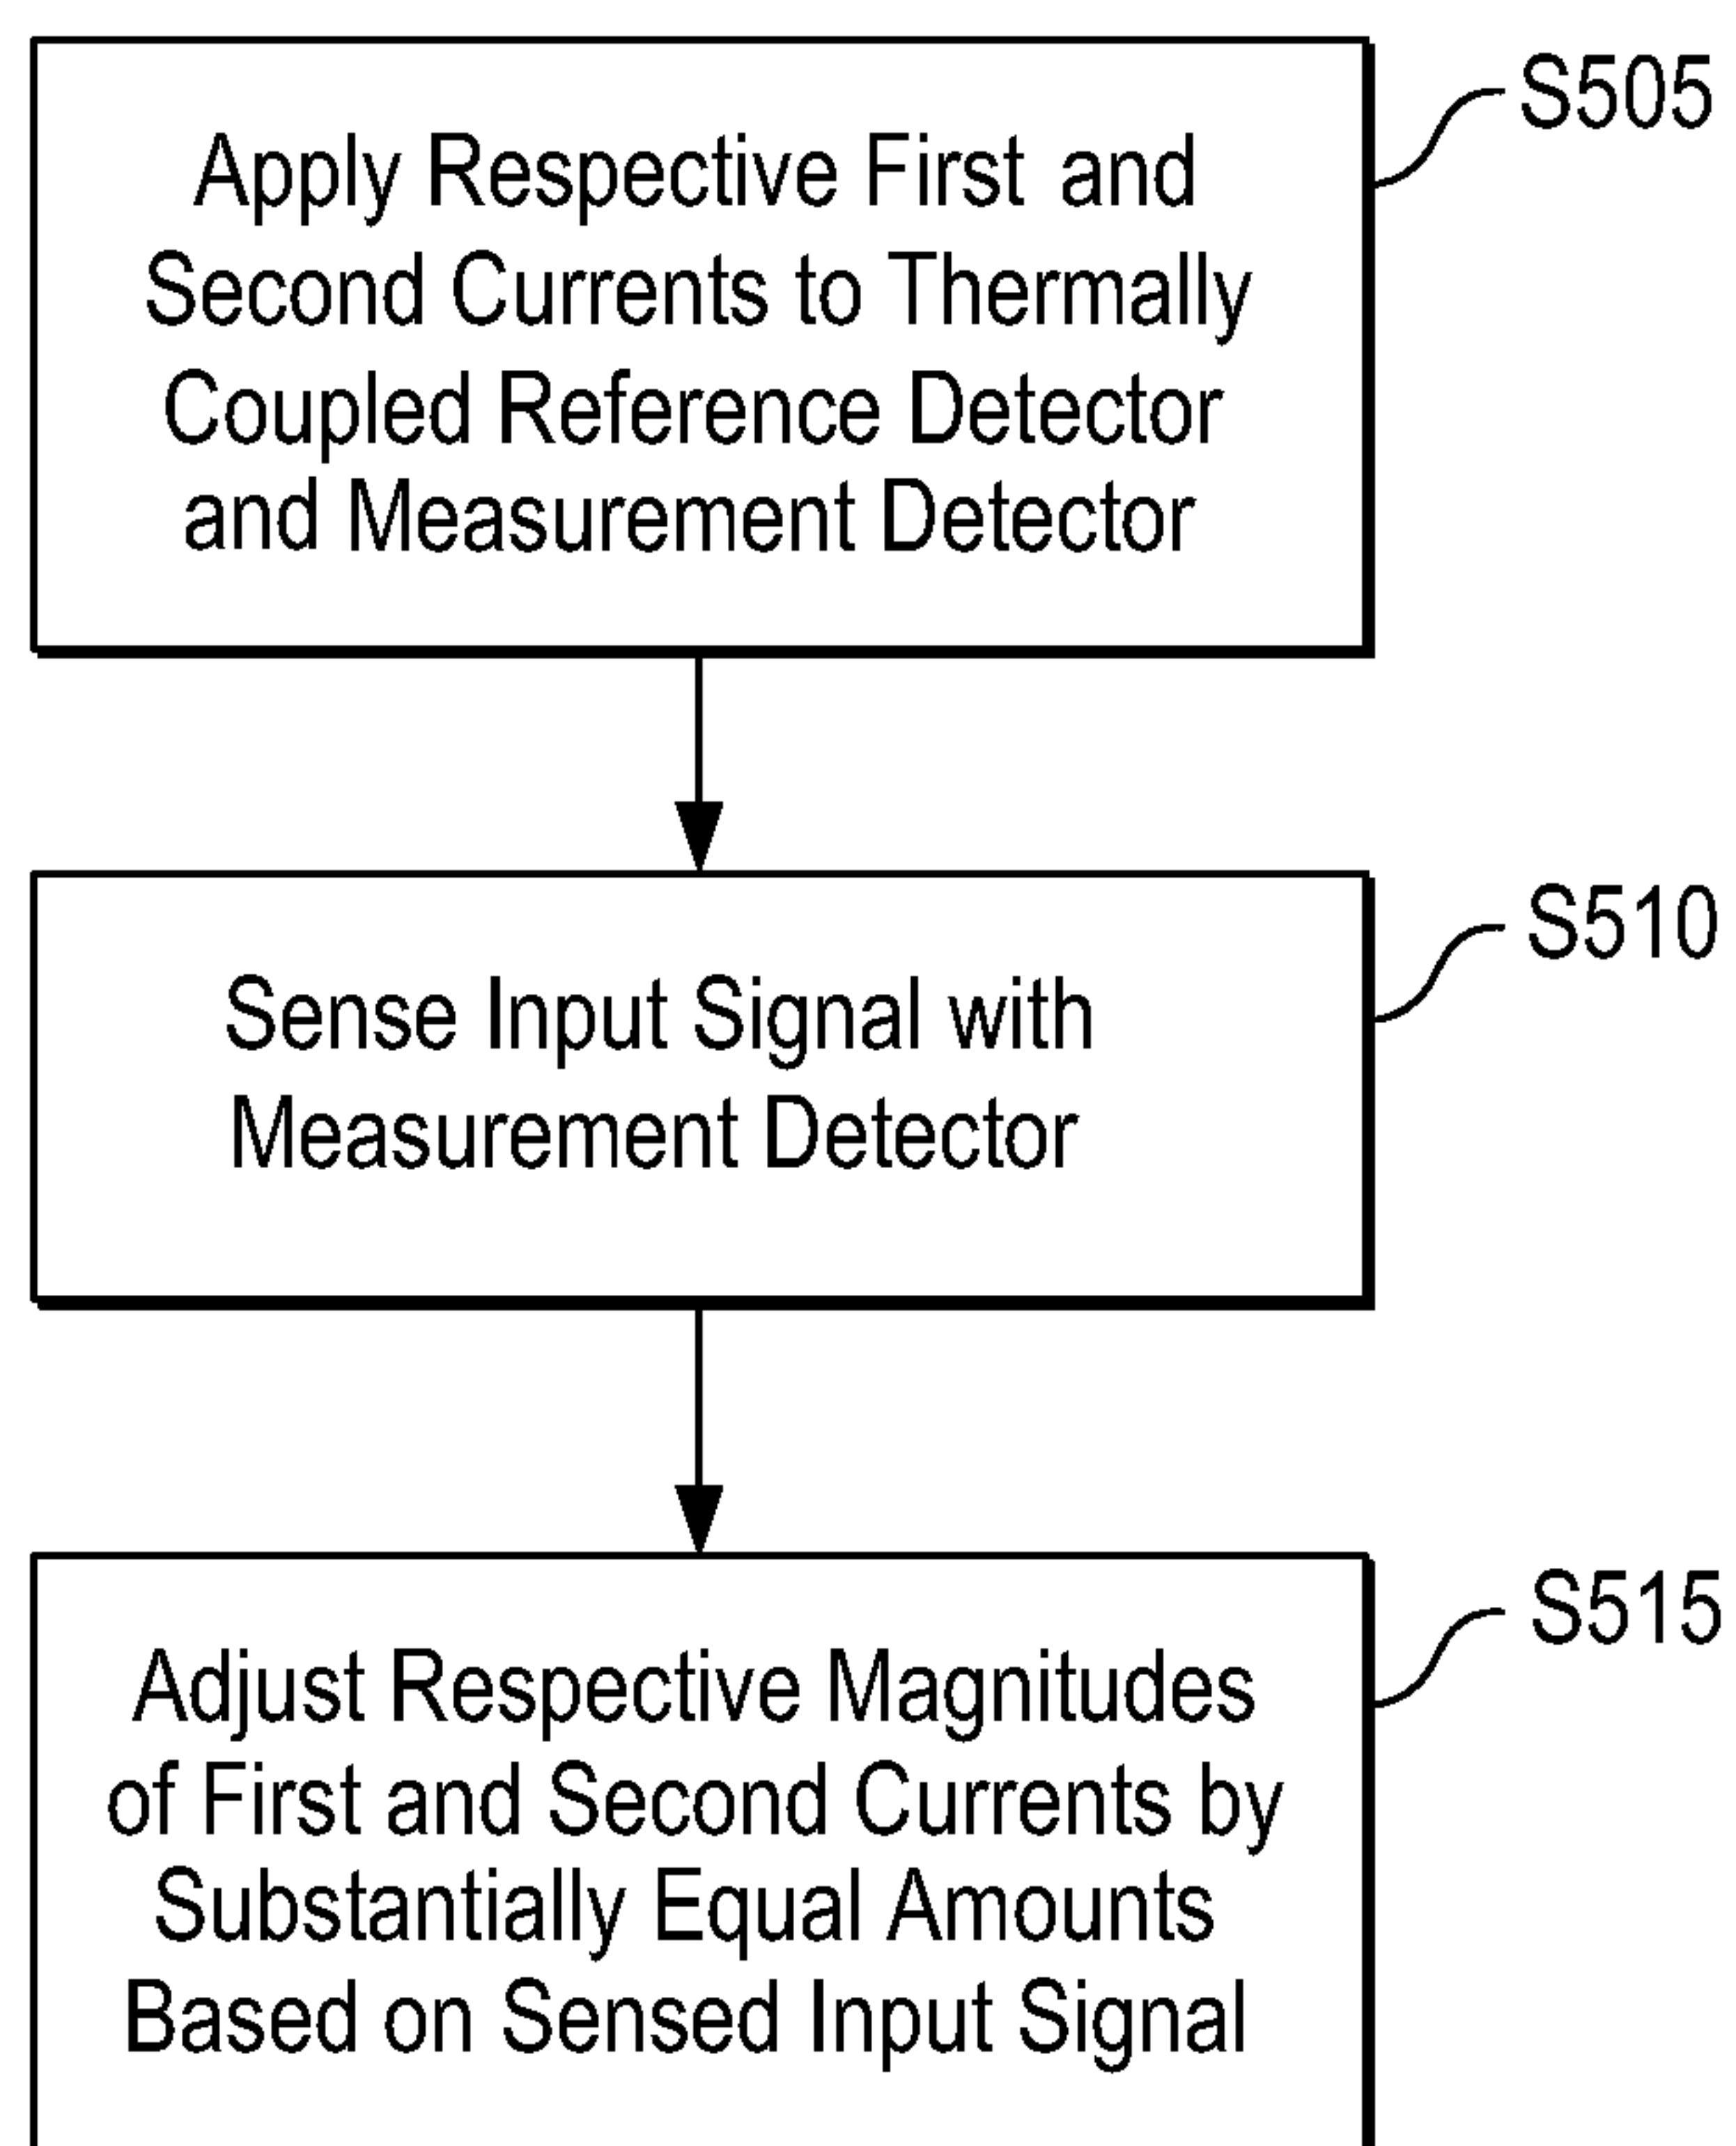 Apply Respective First and
Second Currents to Thermally
Coupled Reference Detector
and Measurement Detector
S505
Sense Input Signal with
Measurement Detector
S510
Adjust Respective Magnitudes
of First and Second Currents by
Substantially Equal Amounts
Based on Sensed Input Signal
S515